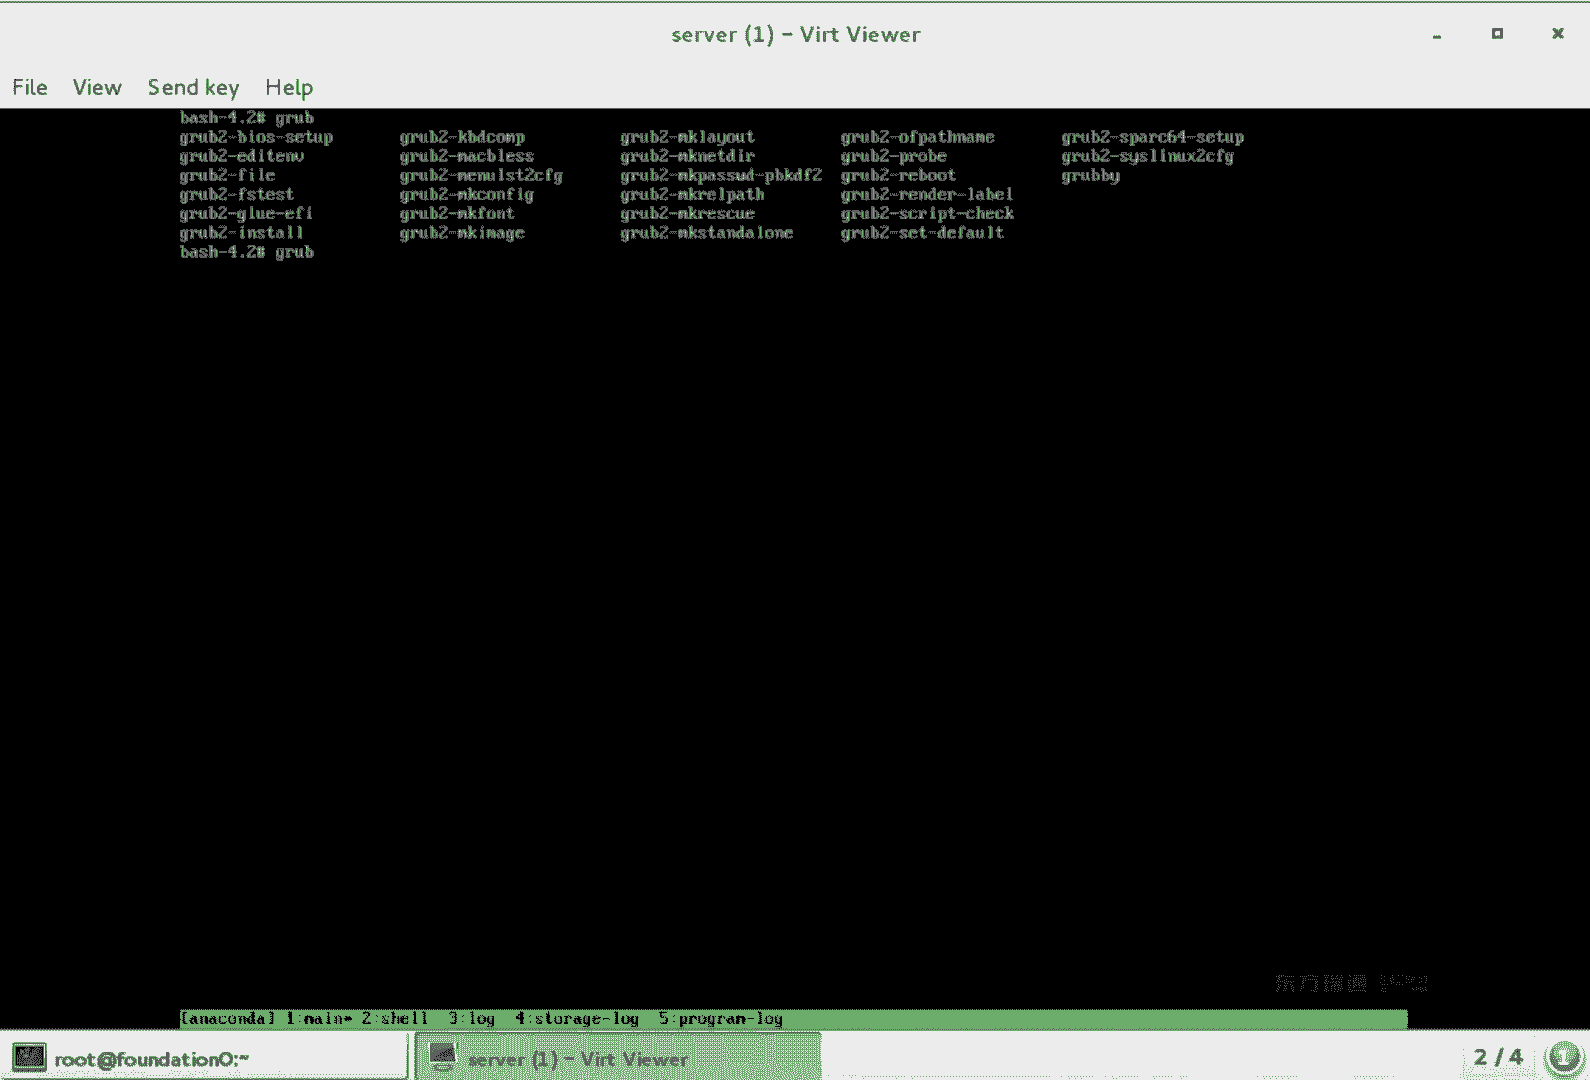 server (1) - Virt Viewer
File View Send key Help
bash-4.2# grub
grub2-bios-setup grub2-kbdcomp grub2-mklayout grub2-ofpathname grub2-sparc64-setup
grub2-editenv grub2-macbless grub2-mknetdir grub2-probe grub2-syslinux2cfg
grub2-file grub2-menulst2cfg grub2-mkpasswd-pbkdf2 grub2-reboot grubby
grub2-fstest grub2-mkconfig grub2-mkrelpath grub2-render-label
grub2-glue-efi grub2-mkfont grub2-mkrescue grub2-script-check
grub2-install grub2-mkimage grub2-mkstandalone grub2-set-default
bash-4.2# grub
[anaconda] 1:main* 2:shell 3:log 4:storage-log 5:program-log
root@foundation0:~ server (1) - Virt Viewer 2 / 4